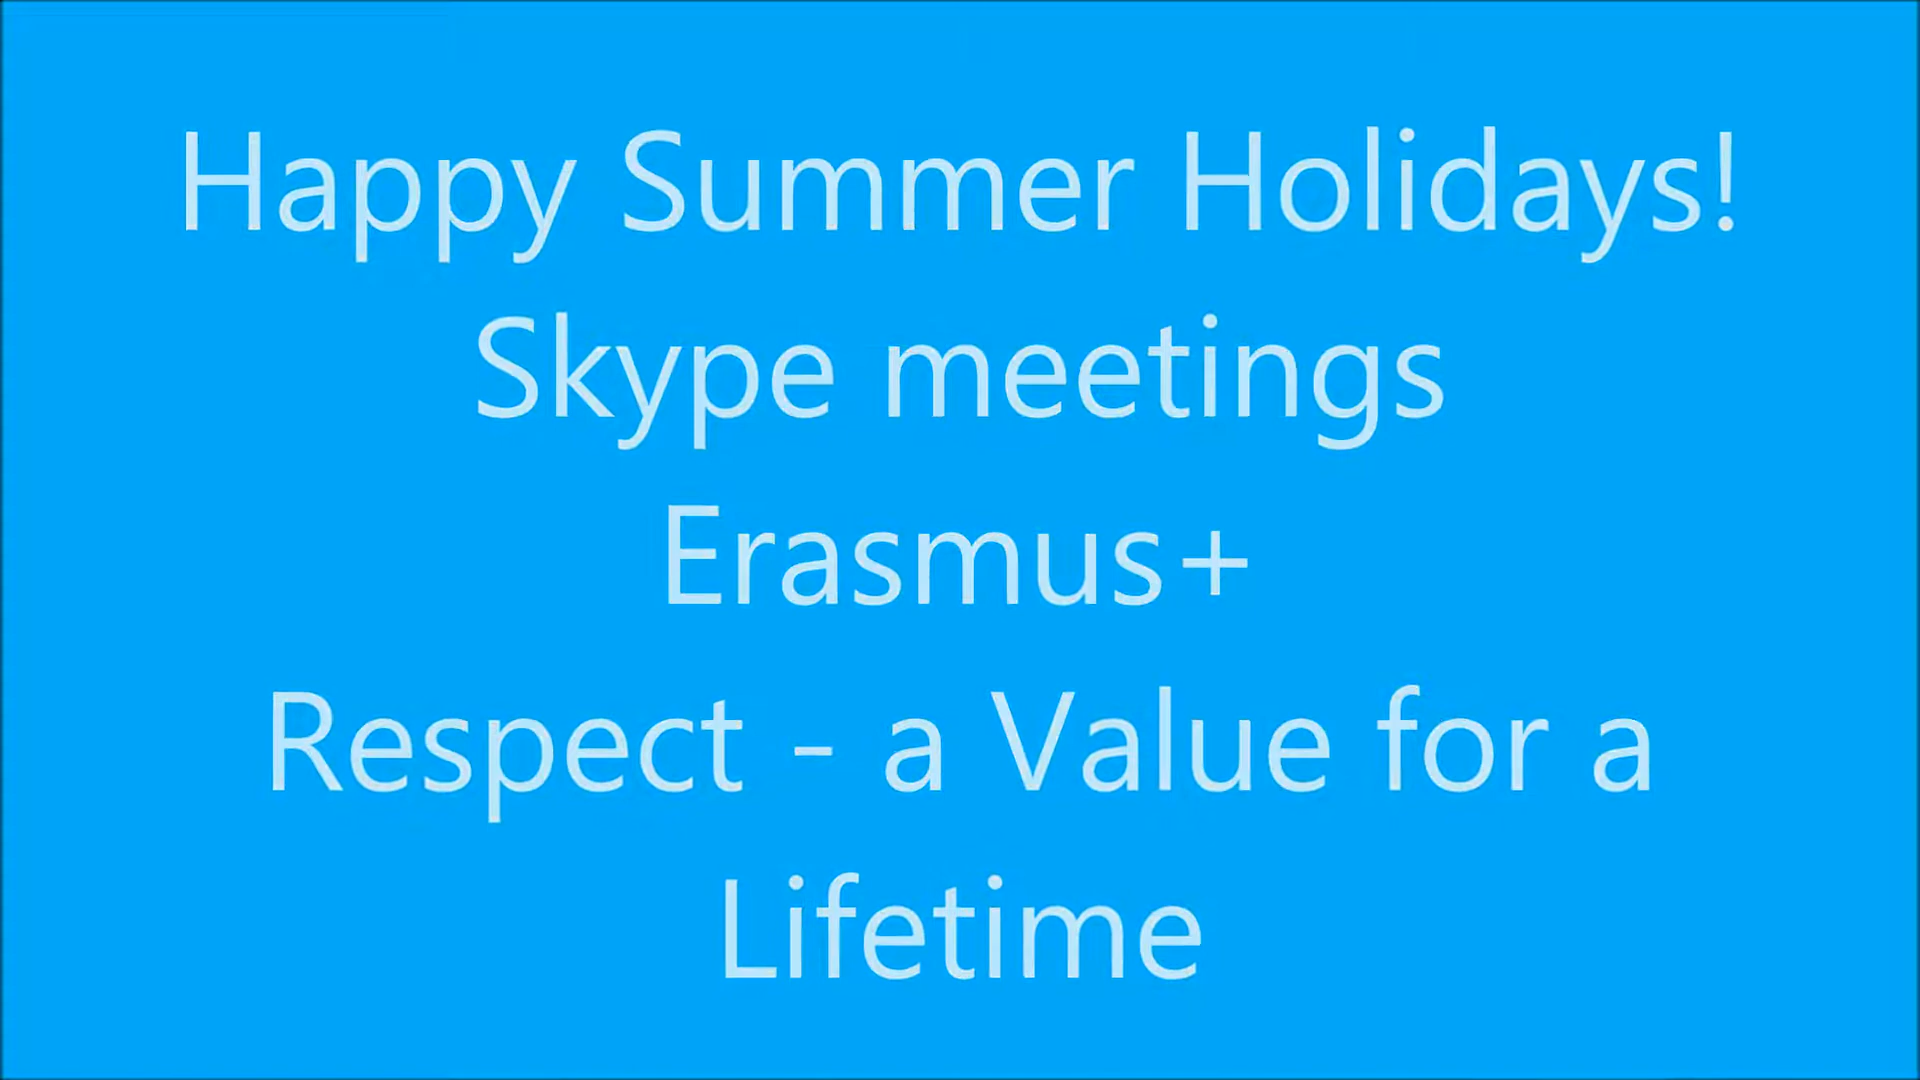 Happy Summer Holidays!
Skype meetings
Erasmus+
Respect - a Value for a
Lifetime